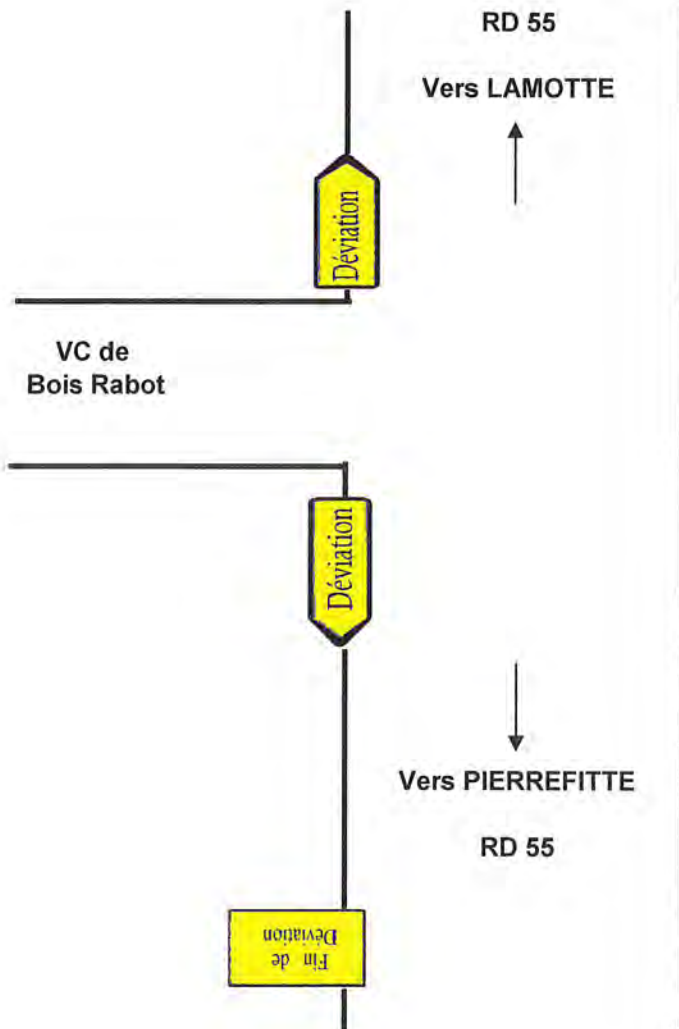 RD 55
Vers LAMOTTE
Déviation
VC de
Bois Rabot
Déviation
Vers PIERREFITTE
RD 55
Fin de
Déviation